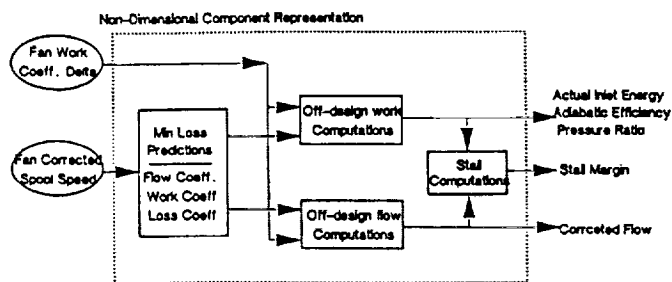 Non-Dimensional Component Representation
Fan Work
Coeff. Delta
Fan Corrected
Spool Speed
Min Loss
Predictions
Flow Coeff.
Work Coeff
Loss Coeff
Off-design work
Computations
Off-design flow
Computations
Stall
Computations
Actual Inlet Energy
Adiabatic Efficiency
Pressure Ratio
Stall Margin
Corrceted Flow